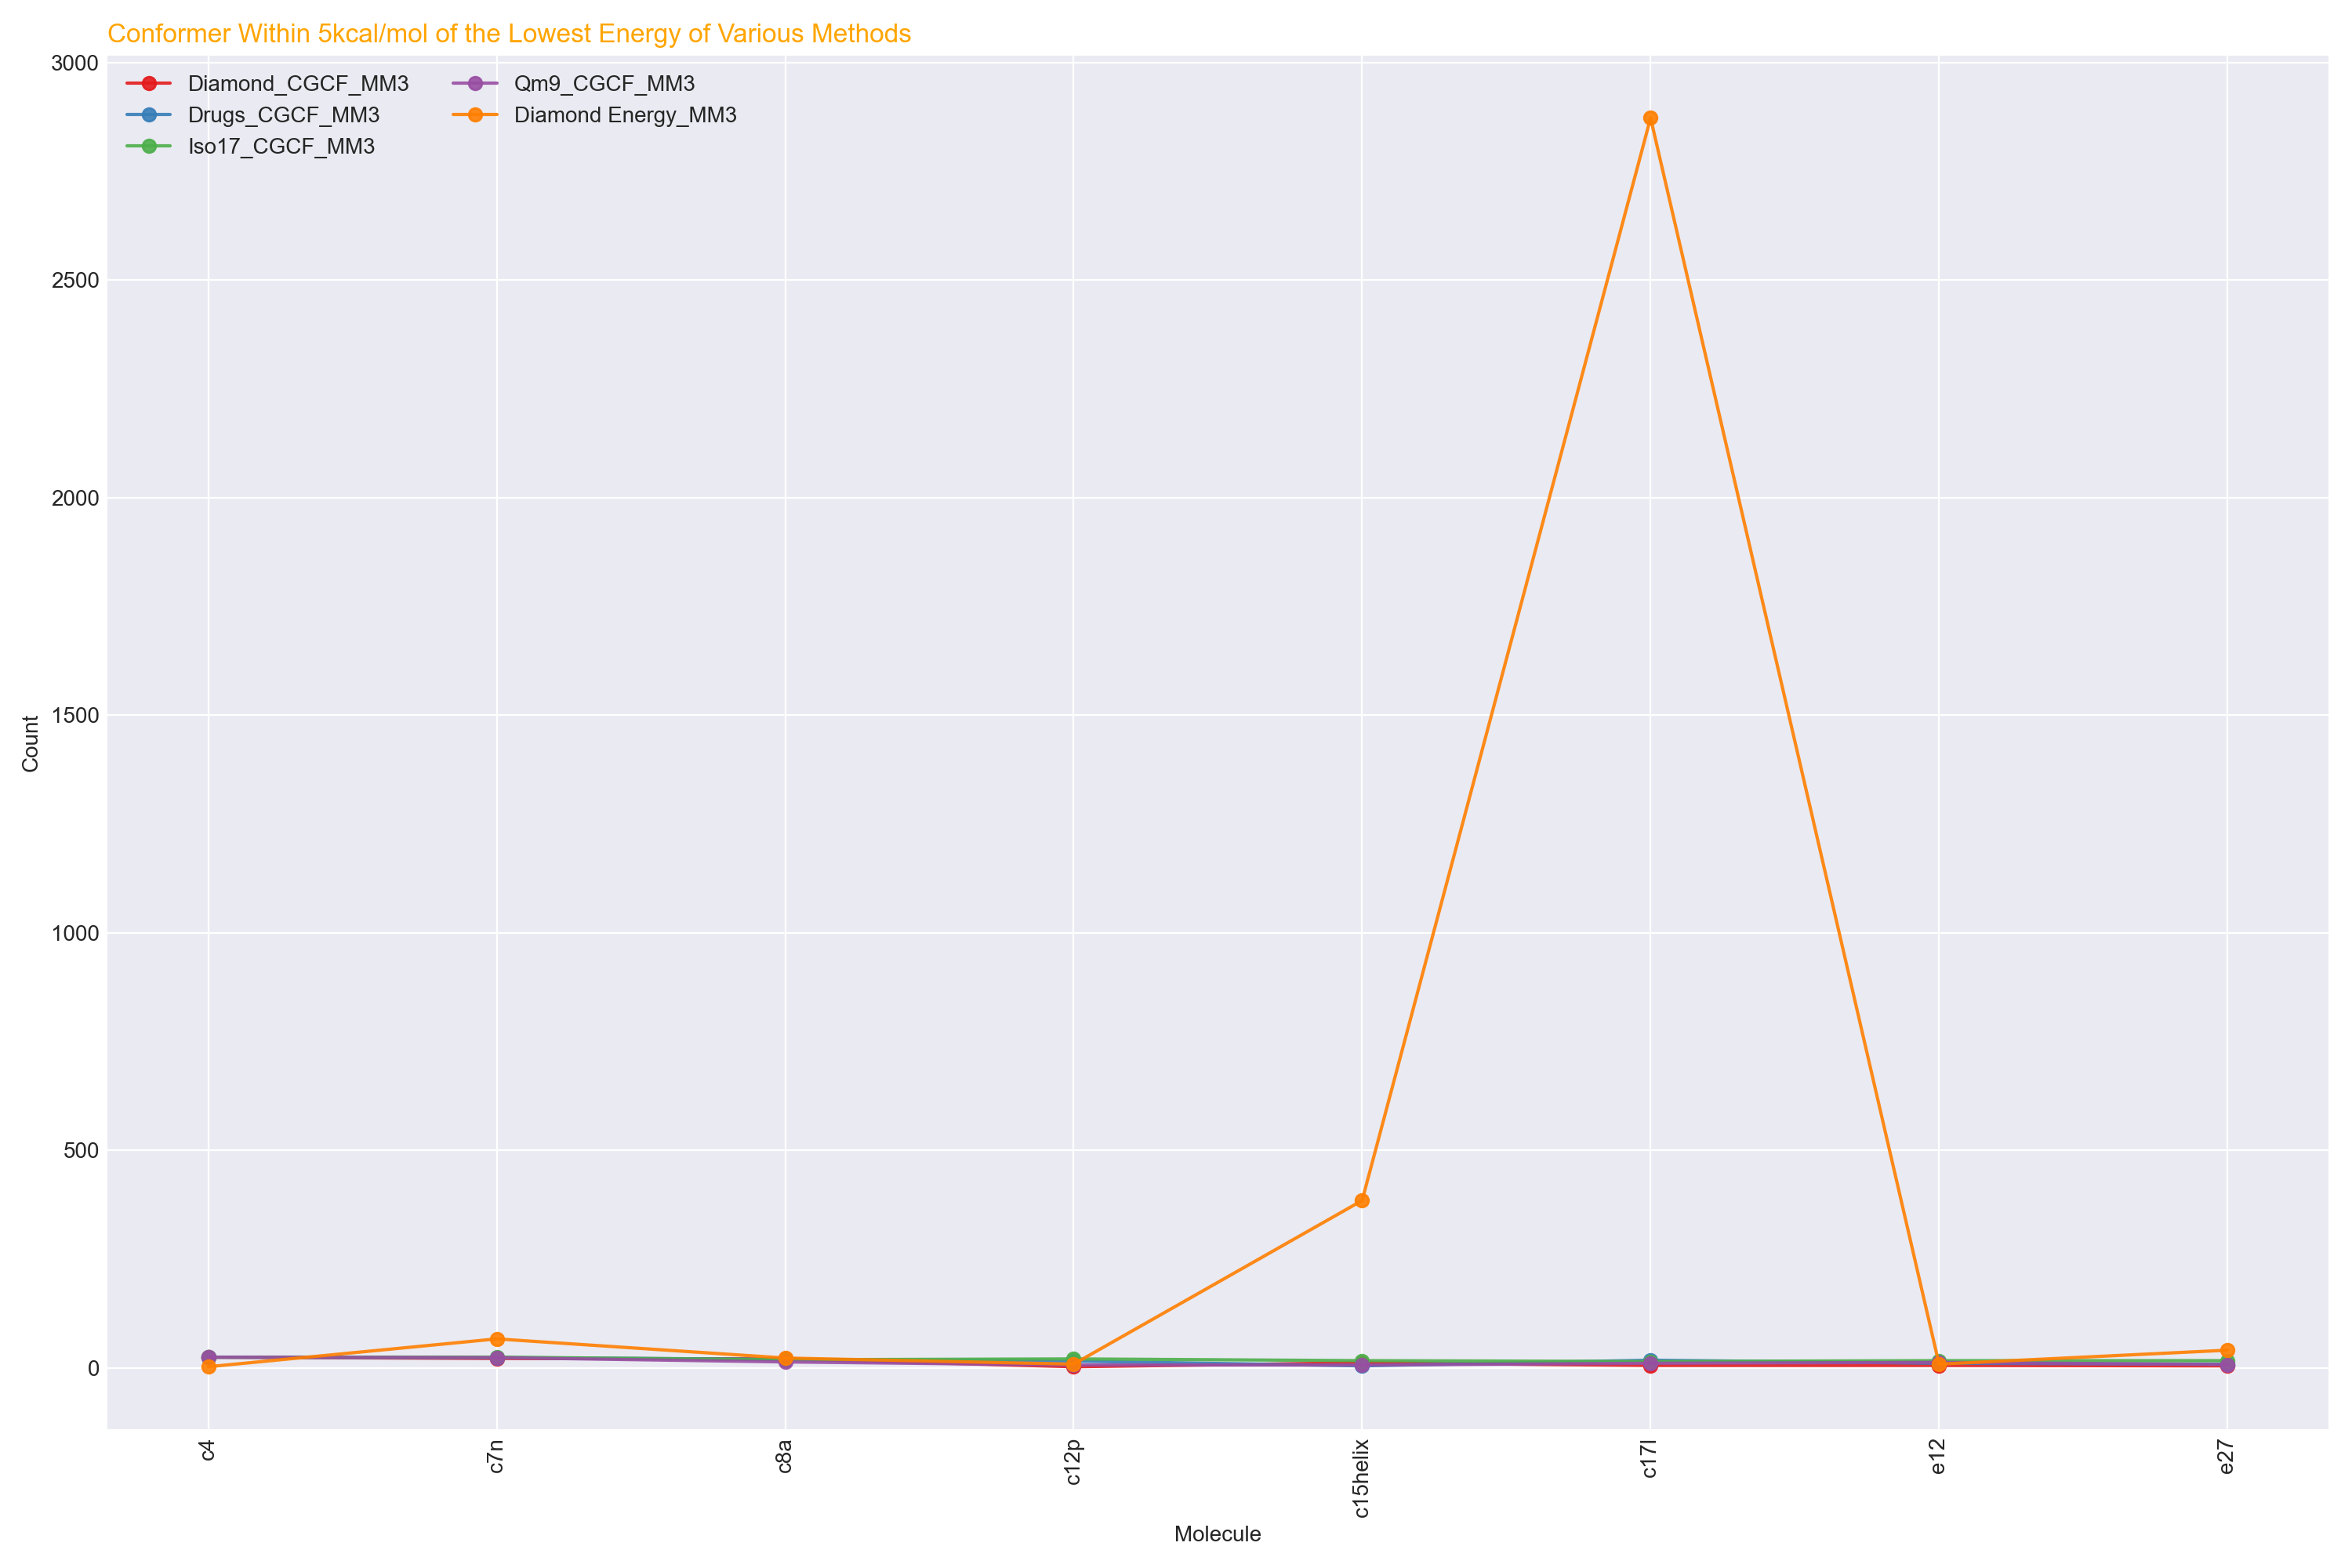 Conformer Within 5kcal/mol of the Lowest Energy of Various Methods
Diamond_CGCF_MM3
Drugs_CGCF_MM3
Iso17_CGCF_MM3
Qm9_CGCF_MM3
Diamond Energy_MM3
3000
2500
2000
1500
1000
500
0
Count
c4
c7n
c8a
c12p
c15helix
c17l
e12
e27
Molecule